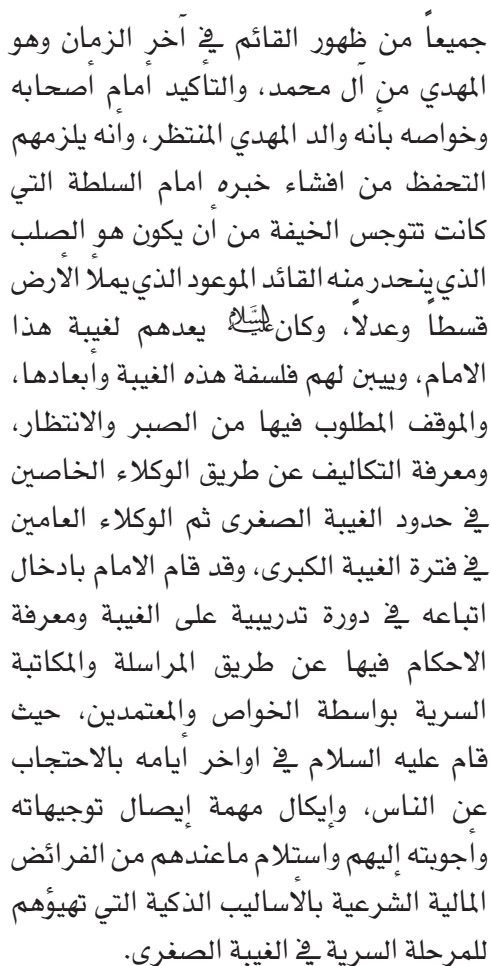 جميعاً من ظهور القائم في آخر الزمان وهو
المهدي من آل محمد، والتأكيد أمام أصحابه
وخواصه بانه والد المهدي المنتظر، وأنه يلزمهم
التحفظ من افشاء خبره امام السلطة التي
كانت تتوجس الخيفة من أن يكون هو الصلب
الذي ينحدر منه القائد الموعود الذي يملأ الأرض
قسطاً وعدلاً، وكان عليه السلام يعدهم لغيبة هذا
الامام، ويبين لهم فلسفة هذه الغيبة وأبعادها،
والموقف المطلوب فيها من الصبر والانتظار،
ومعرفة التكاليف عن طريق الوكلاء الخاصين
في حدود الغيبة الصغرى ثم الوكلاء العامين
في فترة الغيبة الكبرى، وقد قام الامام بادخال
اتباعه في دورة تدريبية على الغيبة ومعرفة
الاحكام فيها عن طريق المراسلة والمكاتبة
السرية بواسطة الخواص والمعتمدين، حيث
قام عليه السلام في اواخر أيامه بالاحتجاب
عن الناس، وإيكال مهمة إيصال توجيهاته
وأجوبته إليهم واستلام ماعندهم من الفرائض
المالية الشرعية بالأساليب الذكية التي تهيؤهم
للمرحلة السرية في الغيبة الصغرى.